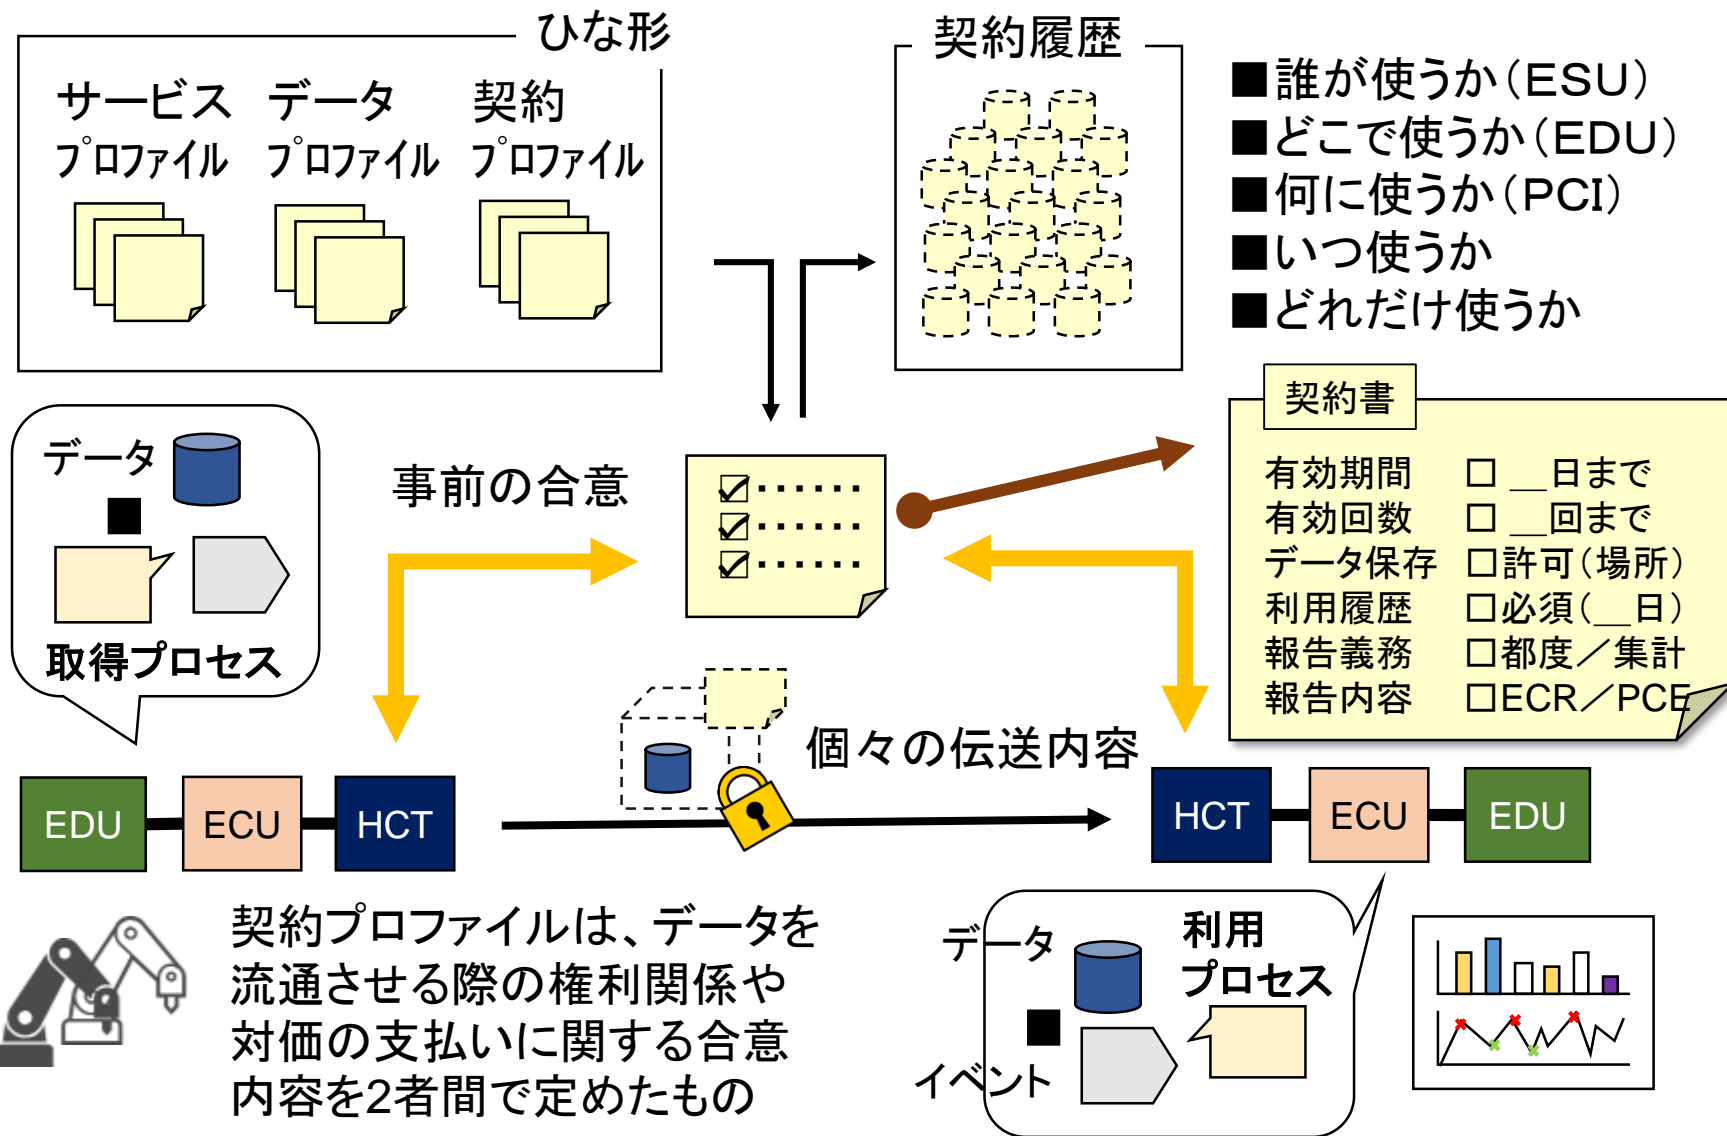 ひな形
サービス
プロファイル
データ
プロファイル
契約
プロファイル
契約履歴
■誰が使うか（ESU）
■どこで使うか（EDU）
■何に使うか（PCI）
■いつ使うか
■どれだけ使うか
契約書
有効期間 □ __日まで
有効回数 □ __回まで
データ保存 □許可（場所）
利用履歴 □必須（__日）
報告義務 □都度／集計
報告内容 □ECR／PCE
データ
取得プロセス
事前の合意
個々の伝送内容
EDU
ECU
HCT
HCT
ECU
EDU
契約プロファイルは、データを
流通させる際の権利関係や
対価の支払いに関する合意
内容を2者間で定めたもの
データ
利用
プロセス
イベント